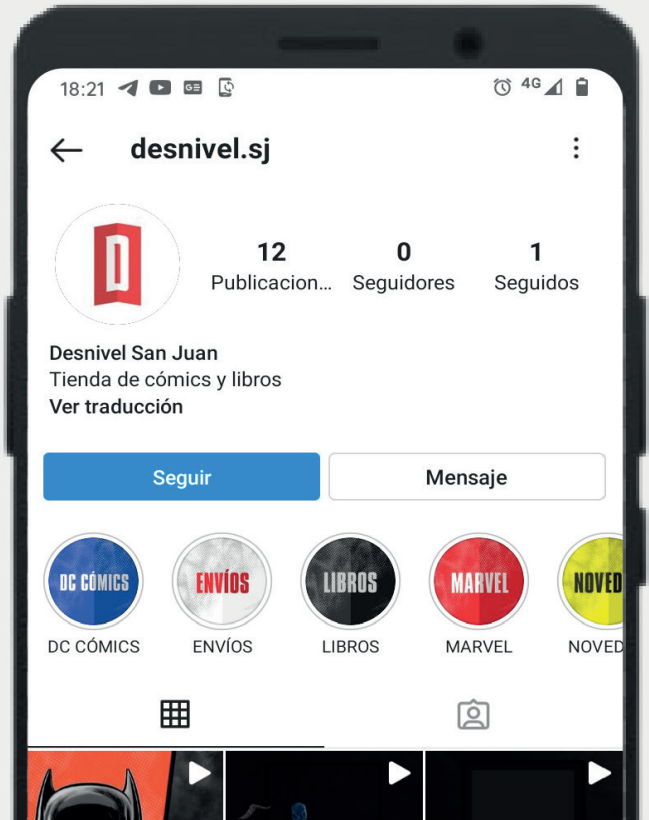 18:21
4G
desnivel.sj
D
12 0 1
Publicacion... Seguidores Seguidos
Desnivel San Juan
Tienda de cómics y libros
Ver traducción
Seguir Mensaje
DC CÓMICS ENVÍOS LIBROS MARVEL NOVED
DC CÓMICS ENVÍOS LIBROS MARVEL NOVED